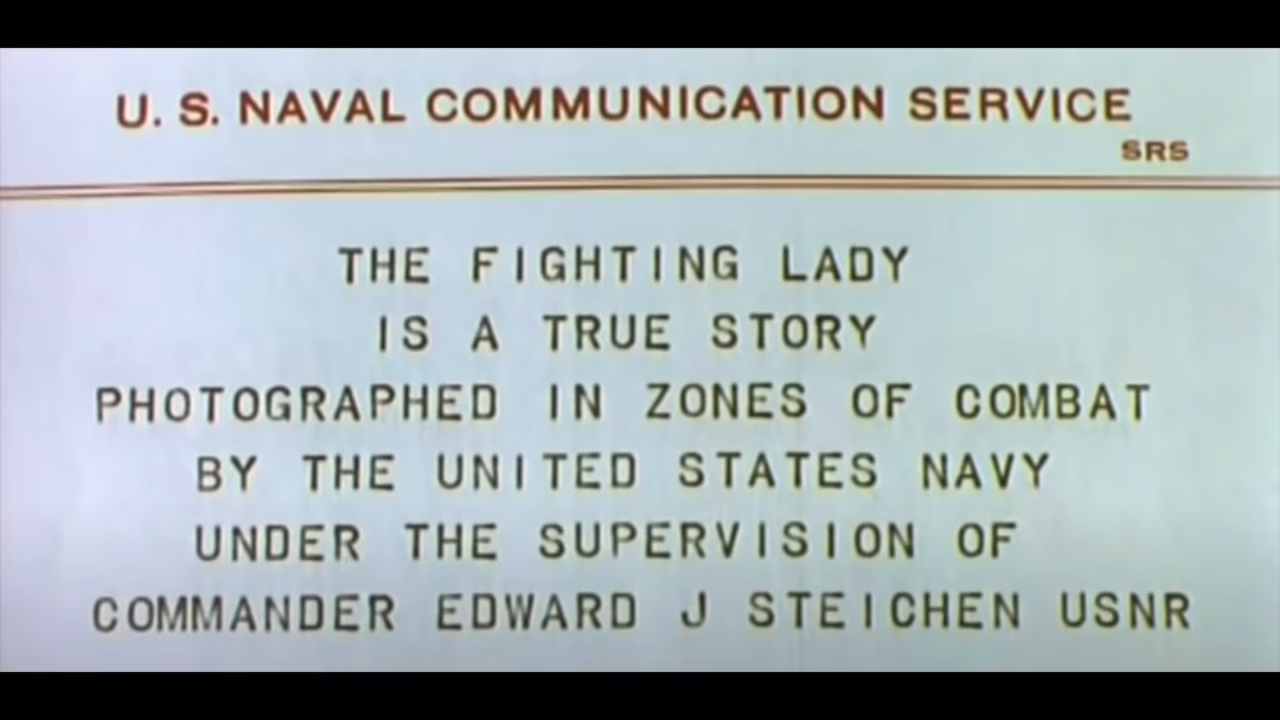 U. S. NAVAL COMMUNICATION SERVICE
SRS
THE FIGHTING LADY
IS A TRUE STORY
PHOTOGRAPHED IN ZONES OF COMBAT
BY THE UNITED STATES NAVY
UNDER THE SUPERVISION OF
COMMANDER EDWARD J STEICHEN USNR